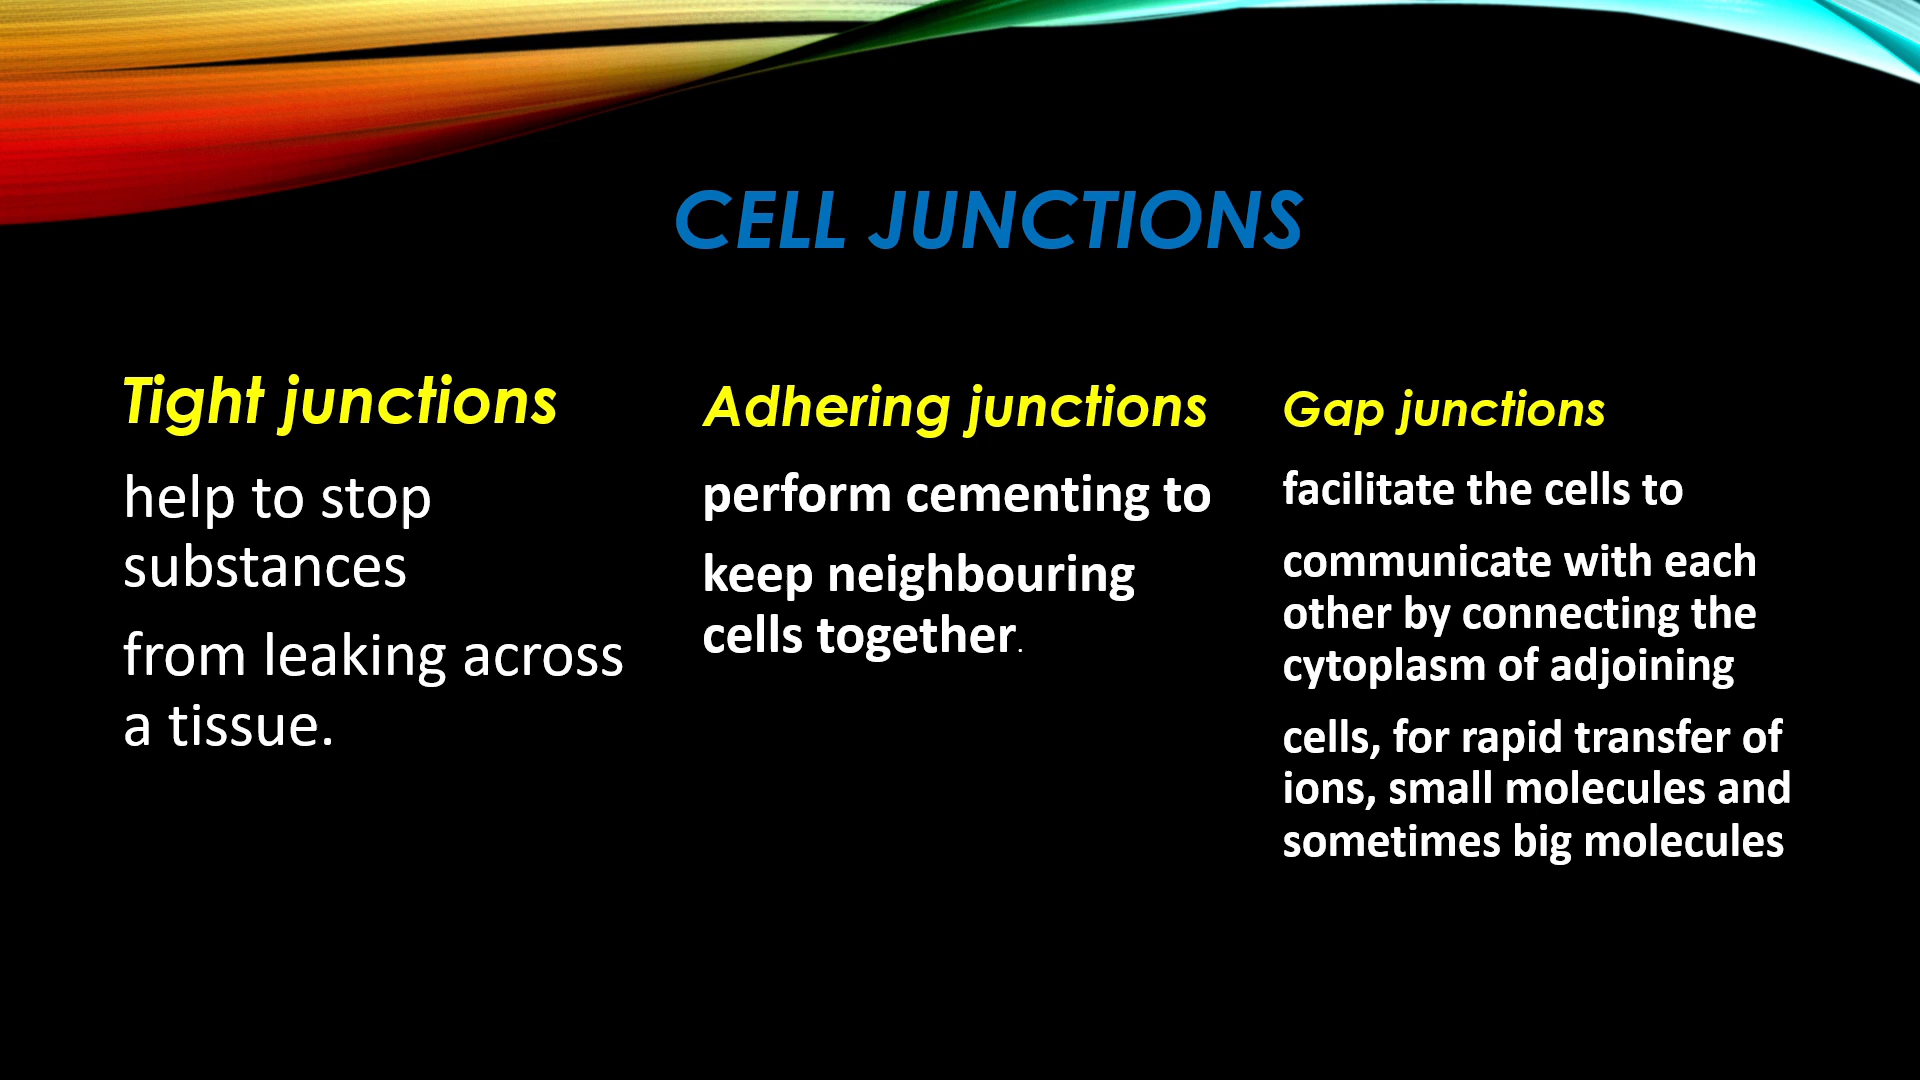 CELL JUNCTIONS
Tight junctions
help to stop
substances
from leaking across
a tissue.
Adhering junctions
perform cementing to
keep neighbouring
cells together.
Gap junctions
facilitate the cells to
communicate with each
other by connecting the
cytoplasm of adjoining
cells, for rapid transfer of
ions, small molecules and
sometimes big molecules